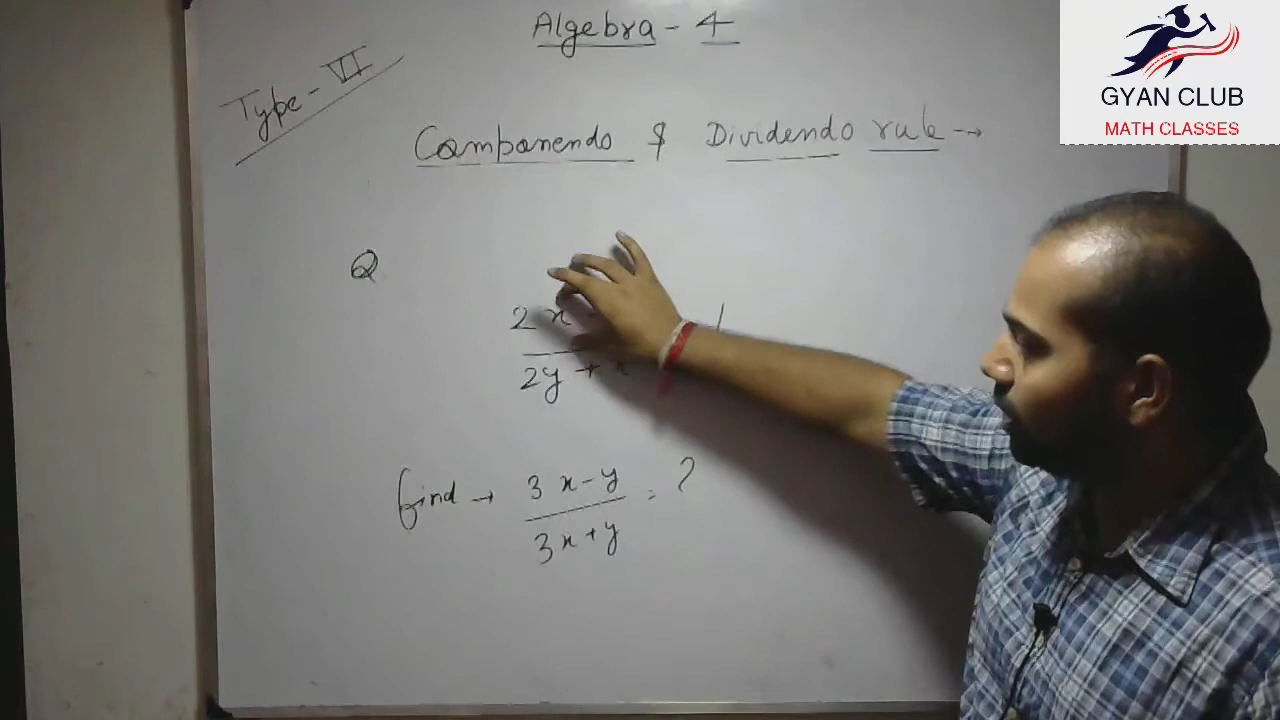 Algebra - 4
GYAN CLUB
MATH CLASSES
Type - VI
Componendo & Dividendo rule →
Q
2x
2y +
find → 3x-y = ?
3x+y